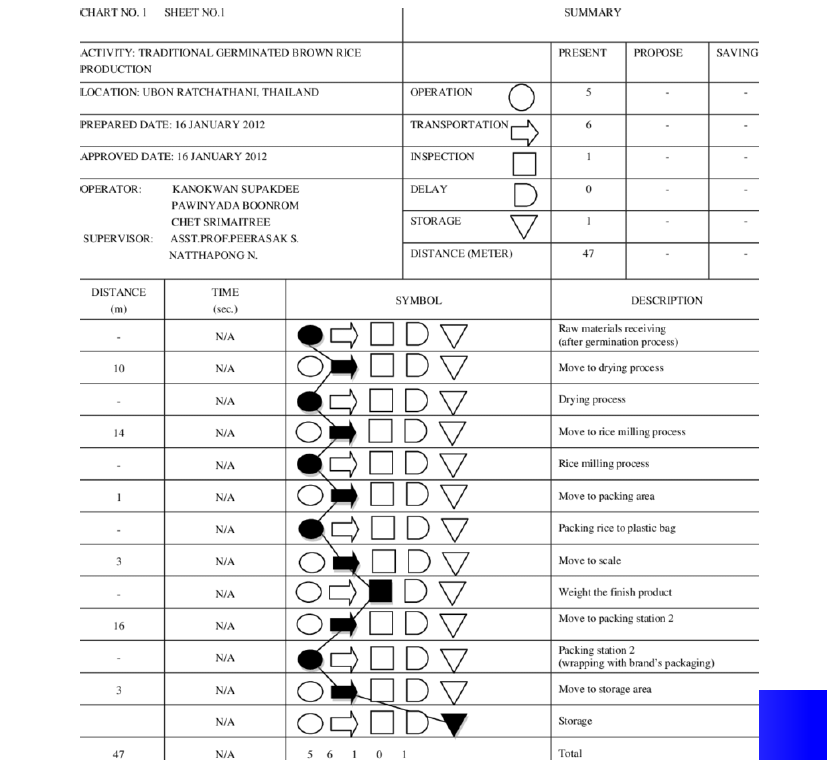 CHART NO. 1 SHEET NO.1 SUMMARY
ACTIVITY: TRADITIONAL GERMINATED BROWN RICE PRODUCTION PRESENT PROPOSE SAVING
LOCATION: UBON RATCHATHANI, THAILAND OPERATION 5 - -
PREPARED DATE: 16 JANUARY 2012 TRANSPORTATION 6 - -
APPROVED DATE: 16 JANUARY 2012 INSPECTION 1 - -
OPERATOR: KANOKWAN SUPAKDEE DELAY 0 - -
PAWINYADA BOONROM
CHET SRIMAITREE STORAGE 1 - -
SUPERVISOR: ASST.PROF.PEERASAK S.
NATTHAPONG N. DISTANCE (METER) 47 - -
DISTANCE (m) TIME (sec.) SYMBOL DESCRIPTION
- N/A Raw materials receiving
(after germination process)
10 N/A Move to drying process
- N/A Drying process
14 N/A Move to rice milling process
- N/A Rice milling process
1 N/A Move to packing area
- N/A Packing rice to plastic bag
3 N/A Move to scale
- N/A Weight the finish product
16 N/A Move to packing station 2
- N/A Packing station 2
(wrapping with brand's packaging)
3 N/A Move to storage area
N/A Storage
47 N/A 5 6 1 0 1 Total